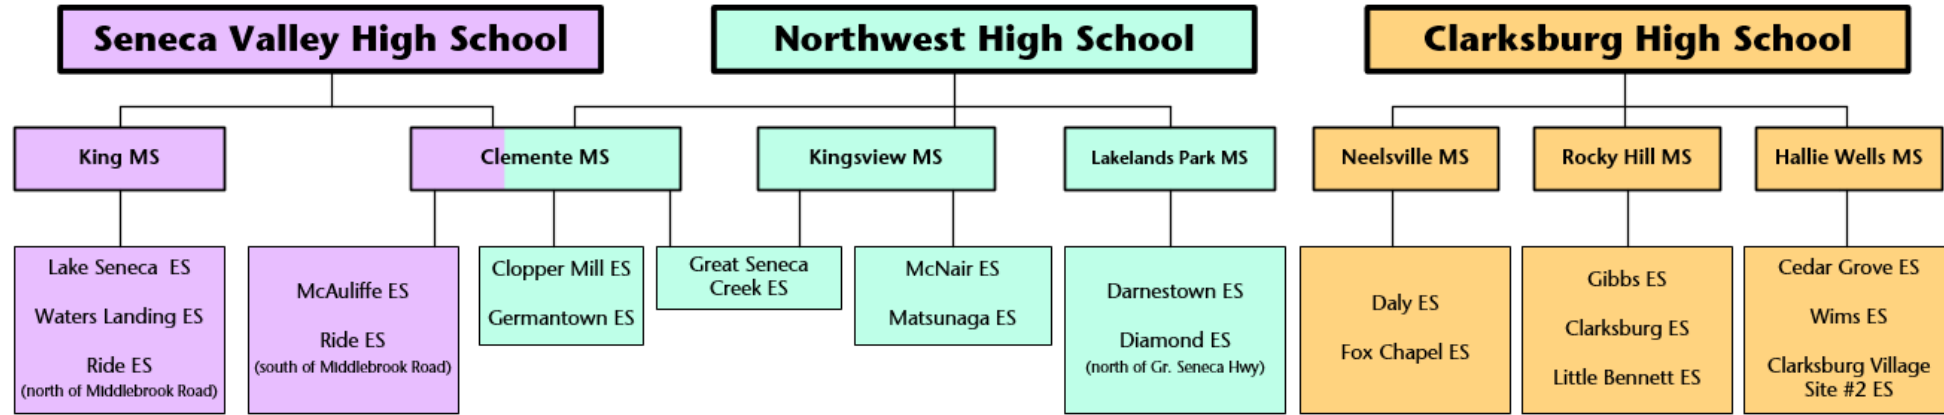 Seneca Valley High School
Northwest High School
Clarksburg High School
King MS
Clemente MS
Kingsview MS
Lakelands Park MS
Neelsville MS
Rocky Hill MS
Hallie Wells MS
Lake Seneca ES
Waters Landing ES
Ride ES
(north of Middlebrook Road)
McAuliffe ES
Ride ES
(south of Middlebrook Road)
Clopper Mill ES
Germantown ES
Great Seneca
Creek ES
McNair ES
Matsunaga ES
Darnestown ES
Diamond ES
(north of Gr. Seneca Hwy)
Daly ES
Fox Chapel ES
Gibbs ES
Clarksburg ES
Little Bennett ES
Cedar Grove ES
Wims ES
Clarksburg Village
Site #2 ES